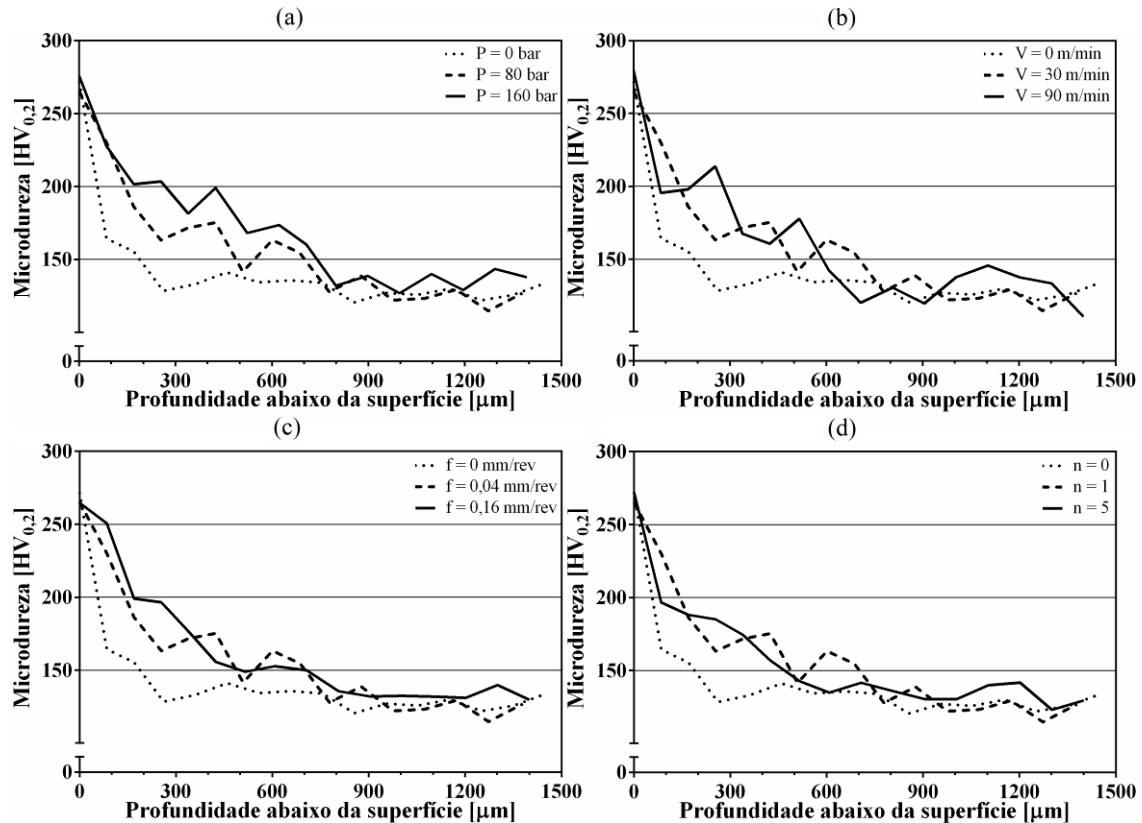 (a)
300
250
200
150
0
Microdureza [HV0,2]
P = 0 bar
P = 80 bar
P = 160 bar
0 300 600 900 1200 1500
Profundidade abaixo da superfície [μm]
(b)
300
250
200
150
0
Microdureza [HV0,2]
V = 0 m/min
V = 30 m/min
V = 90 m/min
0 300 600 900 1200 1500
Profundidade abaixo da superfície [μm]
(c)
300
250
200
150
0
Microdureza [HV0,2]
f = 0 mm/rev
f = 0,04 mm/rev
f = 0,16 mm/rev
0 300 600 900 1200 1500
Profundidade abaixo da superfície [μm]
(d)
300
250
200
150
0
Microdureza [HV0,2]
n = 0
n = 1
n = 5
0 300 600 900 1200 1500
Profundidade abaixo da superfície [μm]